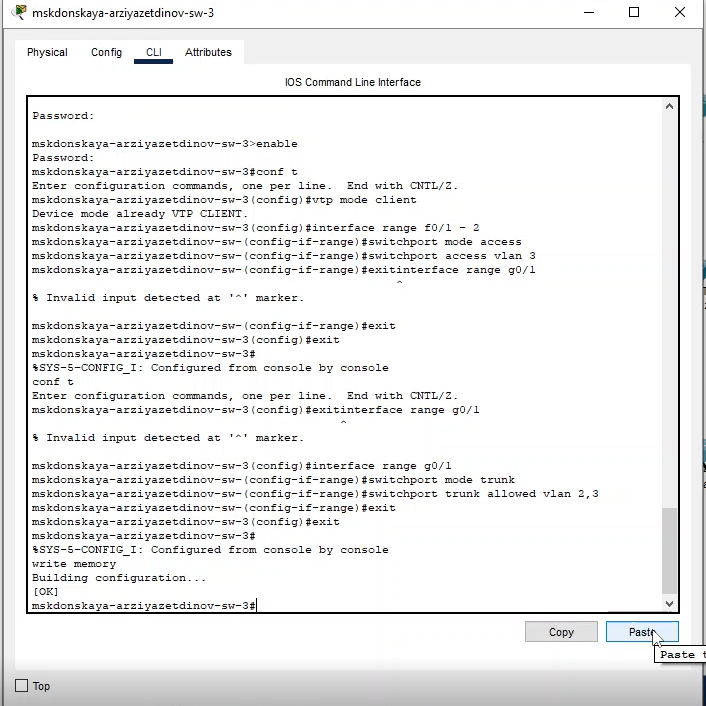 mskdonskaya-arziyazetdinov-sw-3
Physical Config CLI Attributes
IOS Command Line Interface
Password:
mskdonskaya-arziyazetdinov-sw-3>enable
Password:
mskdonskaya-arziyazetdinov-sw-3#conf t
Enter configuration commands, one per line.  End with CNTL/Z.
mskdonskaya-arziyazetdinov-sw-3(config)#vtp mode client
Device mode already VTP CLIENT.
mskdonskaya-arziyazetdinov-sw-3(config)#interface range f0/1 - 2
mskdonskaya-arziyazetdinov-sw-(config-if-range)#switchport mode access
mskdonskaya-arziyazetdinov-sw-(config-if-range)#switchport access vlan 3
mskdonskaya-arziyazetdinov-sw-(config-if-range)#exitinterface range g0/1
^
% Invalid input detected at '^' marker.
mskdonskaya-arziyazetdinov-sw-(config-if-range)#exit
mskdonskaya-arziyazetdinov-sw-3(config)#exit
mskdonskaya-arziyazetdinov-sw-3#
%SYS-5-CONFIG_I: Configured from console by console
conf t
Enter configuration commands, one per line.  End with CNTL/Z.
mskdonskaya-arziyazetdinov-sw-3(config)#exitinterface range g0/1
^
% Invalid input detected at '^' marker.
mskdonskaya-arziyazetdinov-sw-3(config)#interface range g0/1
mskdonskaya-arziyazetdinov-sw-(config-if-range)#switchport mode trunk
mskdonskaya-arziyazetdinov-sw-(config-if-range)#switchport trunk allowed vlan 2,3
mskdonskaya-arziyazetdinov-sw-(config-if-range)#exit
mskdonskaya-arziyazetdinov-sw-3(config)#exit
mskdonskaya-arziyazetdinov-sw-3#
%SYS-5-CONFIG_I: Configured from console by console
write memory
Building configuration...
[OK]
mskdonskaya-arziyazetdinov-sw-3#
Copy Paste
Paste t
Top